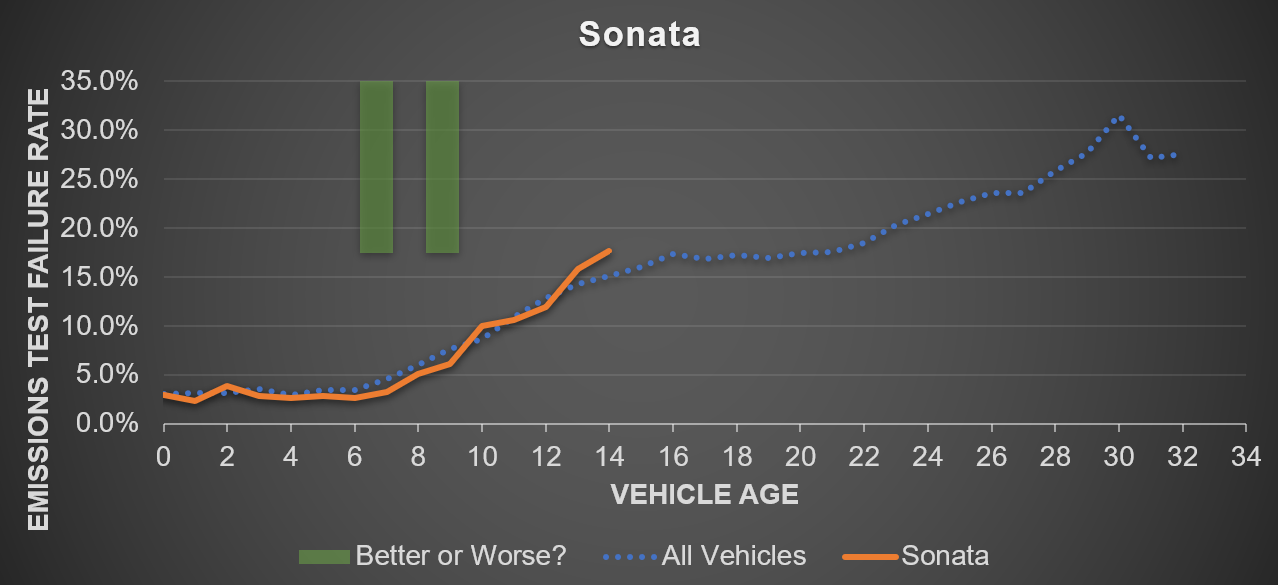 Sonata
EMISSIONS TEST FAILURE RATE
35.0%
30.0%
25.0%
20.0%
15.0%
10.0%
5.0%
0.0%
0 2 4 6 8 10 12 14 16 18 20 22 24 26 28 30 32 34
VEHICLE AGE
Better or Worse? All Vehicles Sonata